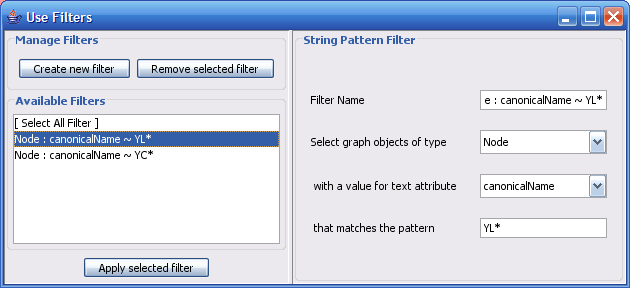 Use Filters
Manage Filters
Create new filter
Remove selected filter
Available Filters
[ Select All Filter ]
Node : canonicalName ~ YL*
Node : canonicalName ~ YC*
Apply selected filter
String Pattern Filter
Filter Name
e : canonicalName ~ YL*
Select graph objects of type
Node
with a value for text attribute
canonicalName
that matches the pattern
YL*